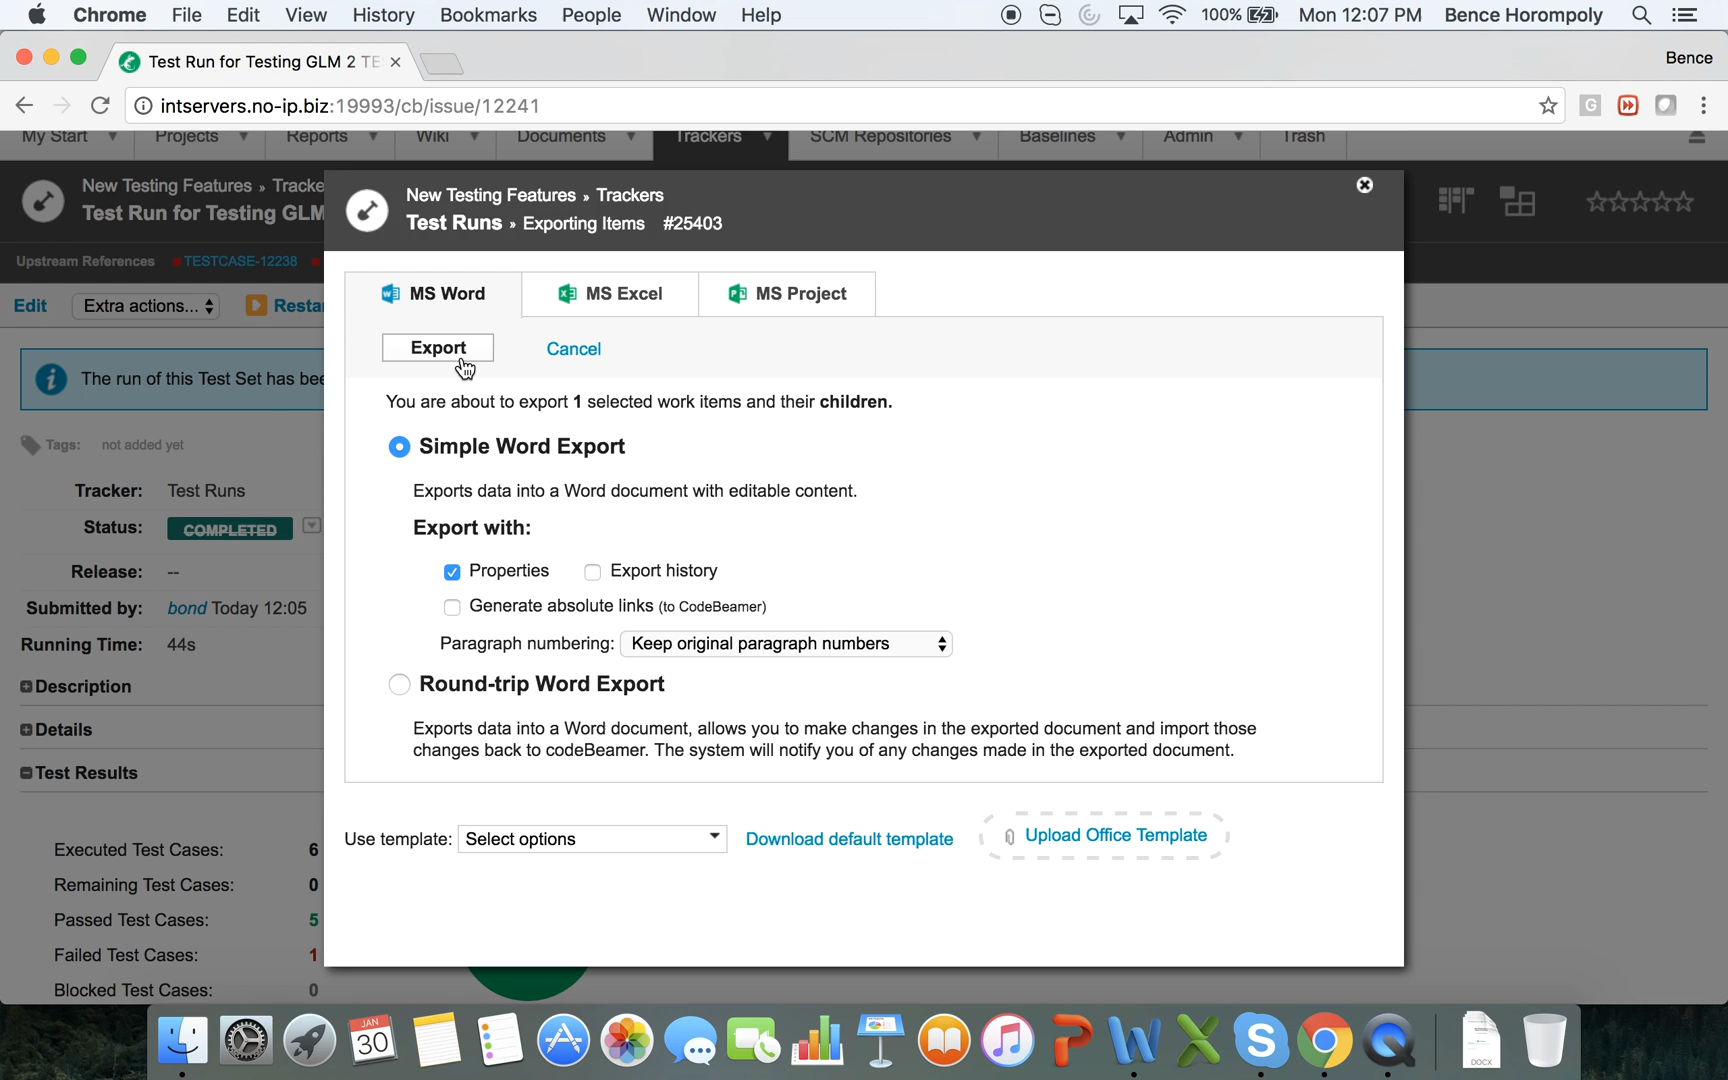 Chrome File Edit View History Bookmarks People Window Help 100% Mon 12:07 PM Bence Horompoly
Test Run for Testing GLM 2 TE Bence
intservers.no-ip.biz:19993/cb/issue/12241
My Start Projects Reports Wiki Documents Trackers SCM Repositories Baselines Admin Trash
New Testing Features » Tracke
Test Run for Testing GLM
New Testing Features » Trackers
Test Runs » Exporting Items #25403
Upstream References TESTCASE-12238
Edit Extra actions... Restar
MS Word MS Excel MS Project
Export Cancel
The run of this Test Set has bee
You are about to export 1 selected work items and their children.
Tags: not added yet
Simple Word Export
Tracker: Test Runs
Exports data into a Word document with editable content.
Status: COMPLETED
Export with:
Release: --
Properties Export history
Submitted by: bond Today 12:05
Generate absolute links (to CodeBeamer)
Running Time: 44s
Paragraph numbering: Keep original paragraph numbers
Description
Round-trip Word Export
Details
Exports data into a Word document, allows you to make changes in the exported document and import those
changes back to codeBeamer. The system will notify you of any changes made in the exported document.
Test Results
Use template: Select options Download default template Upload Office Template
Executed Test Cases: 6
Remaining Test Cases: 0
Passed Test Cases: 5
Failed Test Cases: 1
Blocked Test Cases: 0
JAN
30
DOCX